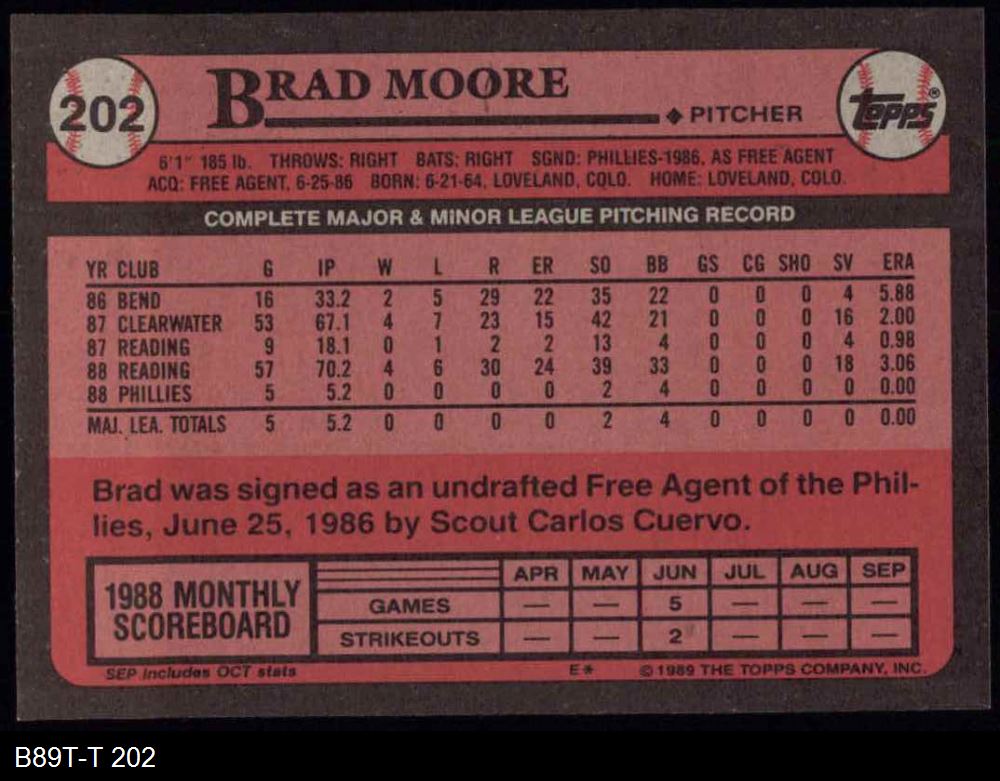 202
BRAD MOORE
◆ PITCHER
TOPPS®
6'1" 185 lb. THROWS: RIGHT BATS: RIGHT SGND: PHILLIES-1986, AS FREE AGENT
ACQ: FREE AGENT, 6-25-86 BORN: 6-21-64, LOVELAND, COLO. HOME: LOVELAND, COLO.
COMPLETE MAJOR & MINOR LEAGUE PITCHING RECORD
YR CLUB G IP W L R ER SO BB GS CG SHO SV ERA
86 BEND 16 33.2 2 5 29 22 35 22 0 0 0 4 5.88
87 CLEARWATER 53 67.1 4 7 23 15 42 21 0 0 0 16 2.00
87 READING 9 18.1 0 1 2 2 13 4 0 0 0 4 0.98
88 READING 57 70.2 4 6 30 24 39 33 0 0 0 18 3.06
88 PHILLIES 5 5.2 0 0 0 0 2 4 0 0 0 0 0.00
MAJ. LEA. TOTALS 5 5.2 0 0 0 0 2 4 0 0 0 0 0.00
Brad was signed as an undrafted Free Agent of the Phil-
lies, June 25, 1986 by Scout Carlos Cuervo.
1988 MONTHLY
SCOREBOARD
APR MAY JUN JUL AUG SEP
GAMES — — 5 — — —
STRIKEOUTS — — 2 — — —
SEP Includes OCT stats E* © 1989 THE TOPPS COMPANY, INC.
B89T-T 202